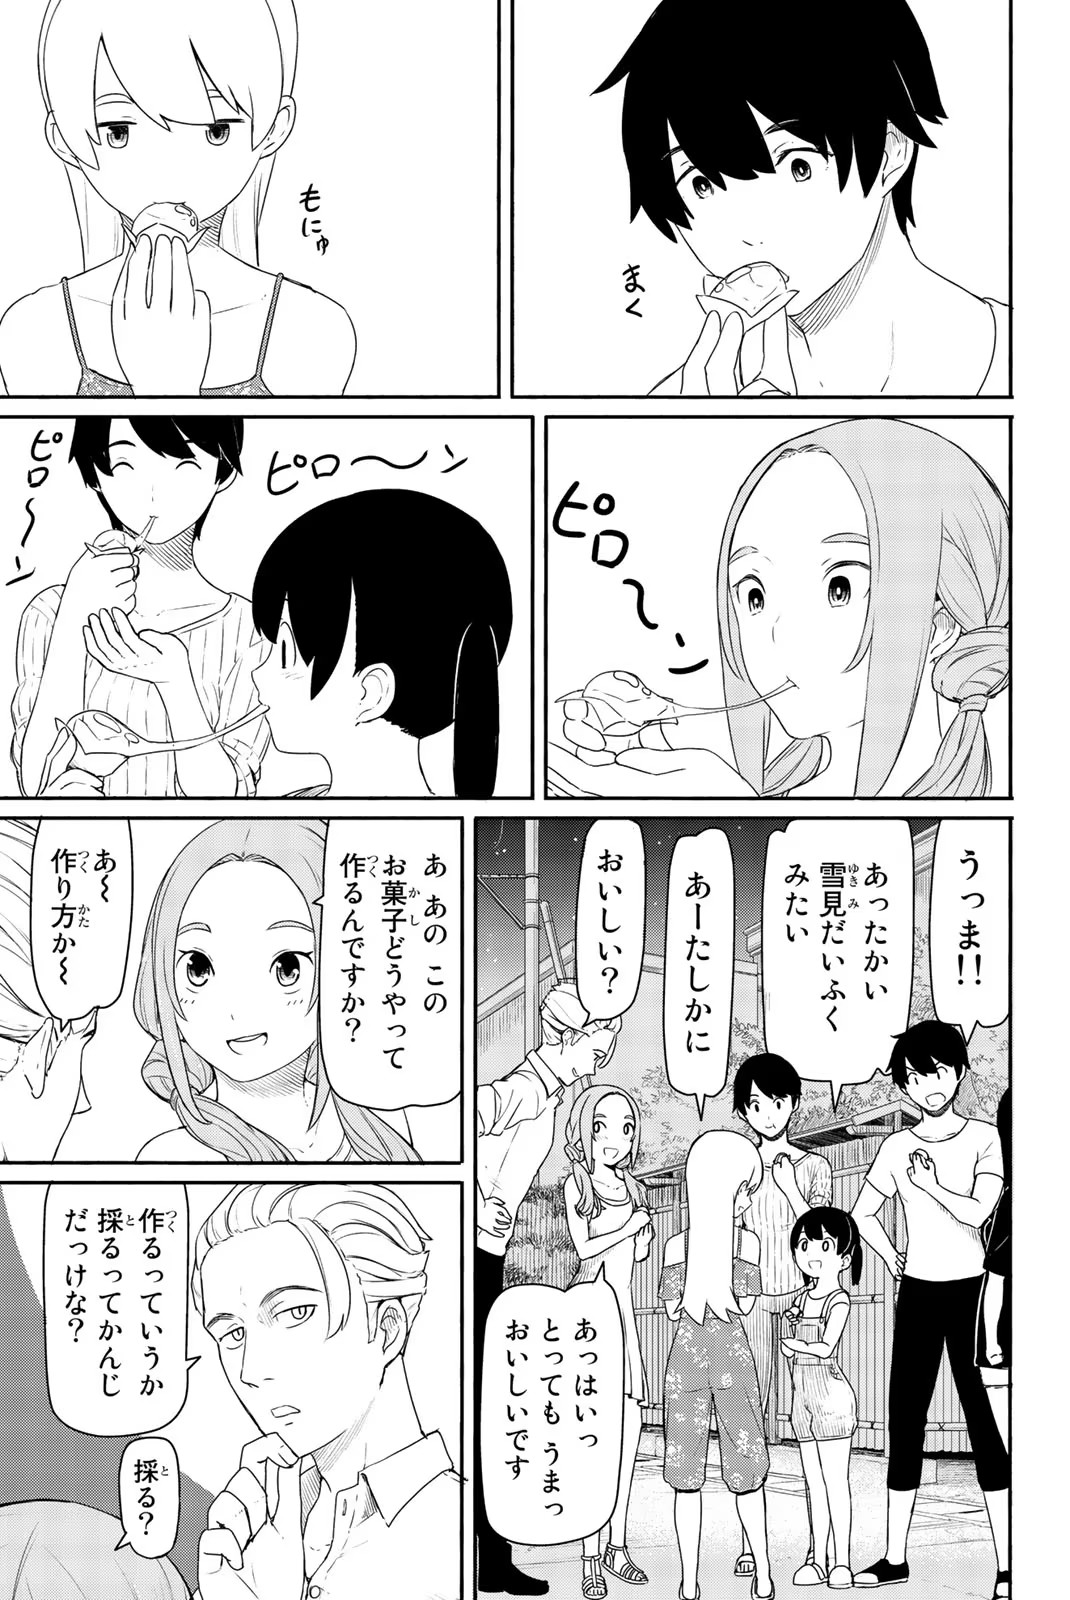 まく
もにゅ
ピロ〜ン
ピロ〜ン
ピロ〜ン
うっま!!
あったかい
雪見だいふく
みたい
あーたしかに
おいしい?
あっはいっ
とっても うまっ
おいしいです
あ あの この
お菓子どうやって
作るんですか?
あ〜
作り方か〜
作るっていうか
採るってかんじ
だっけな?
採る?